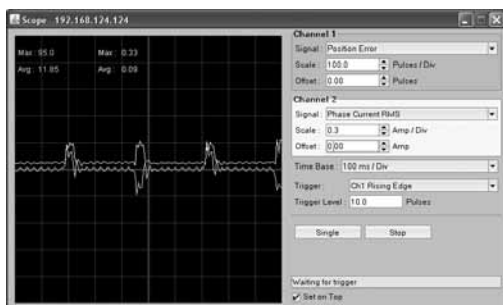 Scope 192.168.124.124
Max: 95.0 Max: 0.33
Avg: 11.85 Avg: 0.09
Channel 1
Signal: Position Error
Scale: 100.0 Pulses / Div
Offset: 0.00 Pulses
Channel 2
Signal: Phase Current RMS
Scale: 0.3 Amp / Div
Offset: 0.00 Amp
Time Base: 100 ms / Div
Trigger: Ch1 Rising Edge
Trigger Level: 10.0 Pulses
Single Stop
Waiting for trigger
Set on Top